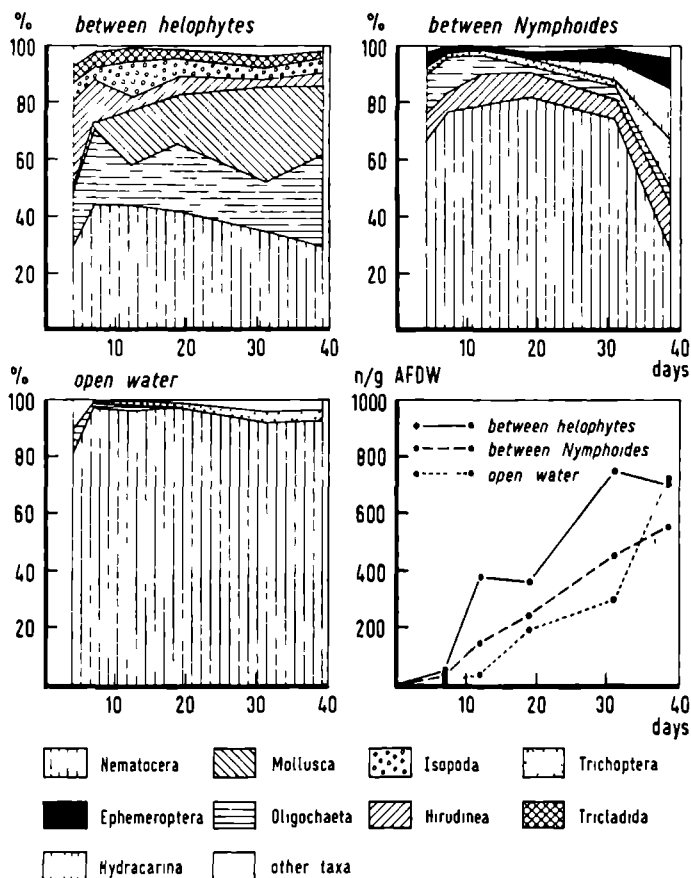 % between helophytes
100
80
60
40
20
10 20 30 40
% between Nymphoides
100
80
60
40
20
10 20 30 40
days
% open water
100
80
60
40
20
10 20 30 40
n/g AFDW
1000
800
600
400
200
between helophytes
between Nymphoides
open water
10 20 30 40
days
Nematocera Mollusca Isopoda Trichoptera
Ephemeroptera Oligochaeta Hirudinea Tricladida
Hydracarina other taxa